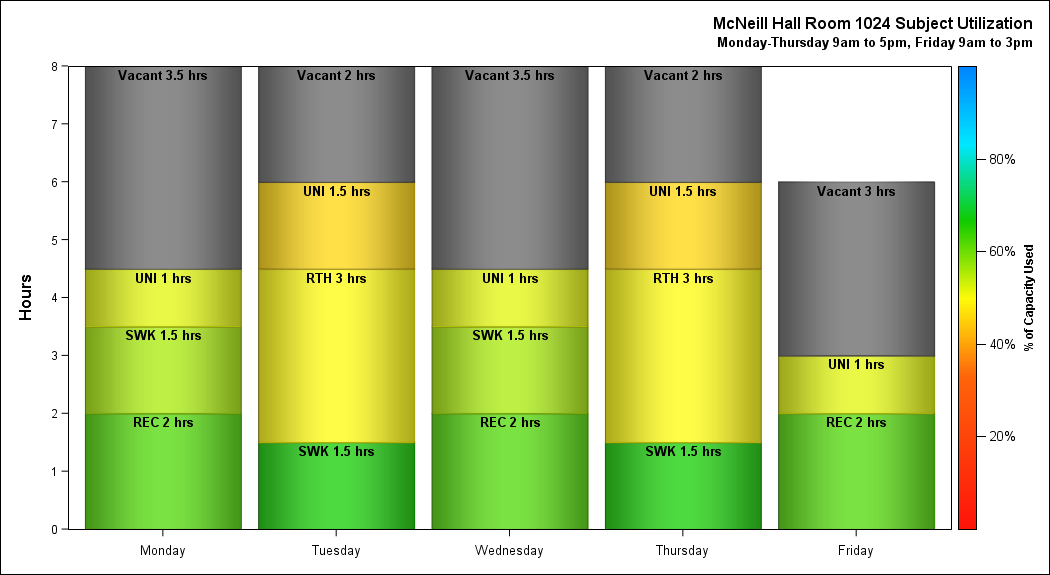 McNeill Hall Room 1024 Subject Utilization
Monday-Thursday 9am to 5pm, Friday 9am to 3pm
Hours
8
7
6
5
4
3
2
1
0
Vacant 3.5 hrs
UNI 1 hrs
SWK 1.5 hrs
REC 2 hrs
Vacant 2 hrs
UNI 1.5 hrs
RTH 3 hrs
SWK 1.5 hrs
Vacant 3.5 hrs
UNI 1 hrs
SWK 1.5 hrs
REC 2 hrs
Vacant 2 hrs
UNI 1.5 hrs
RTH 3 hrs
SWK 1.5 hrs
Vacant 3 hrs
UNI 1 hrs
REC 2 hrs
Monday
Tuesday
Wednesday
Thursday
Friday
80%
60%
40%
20%
% of Capacity Used